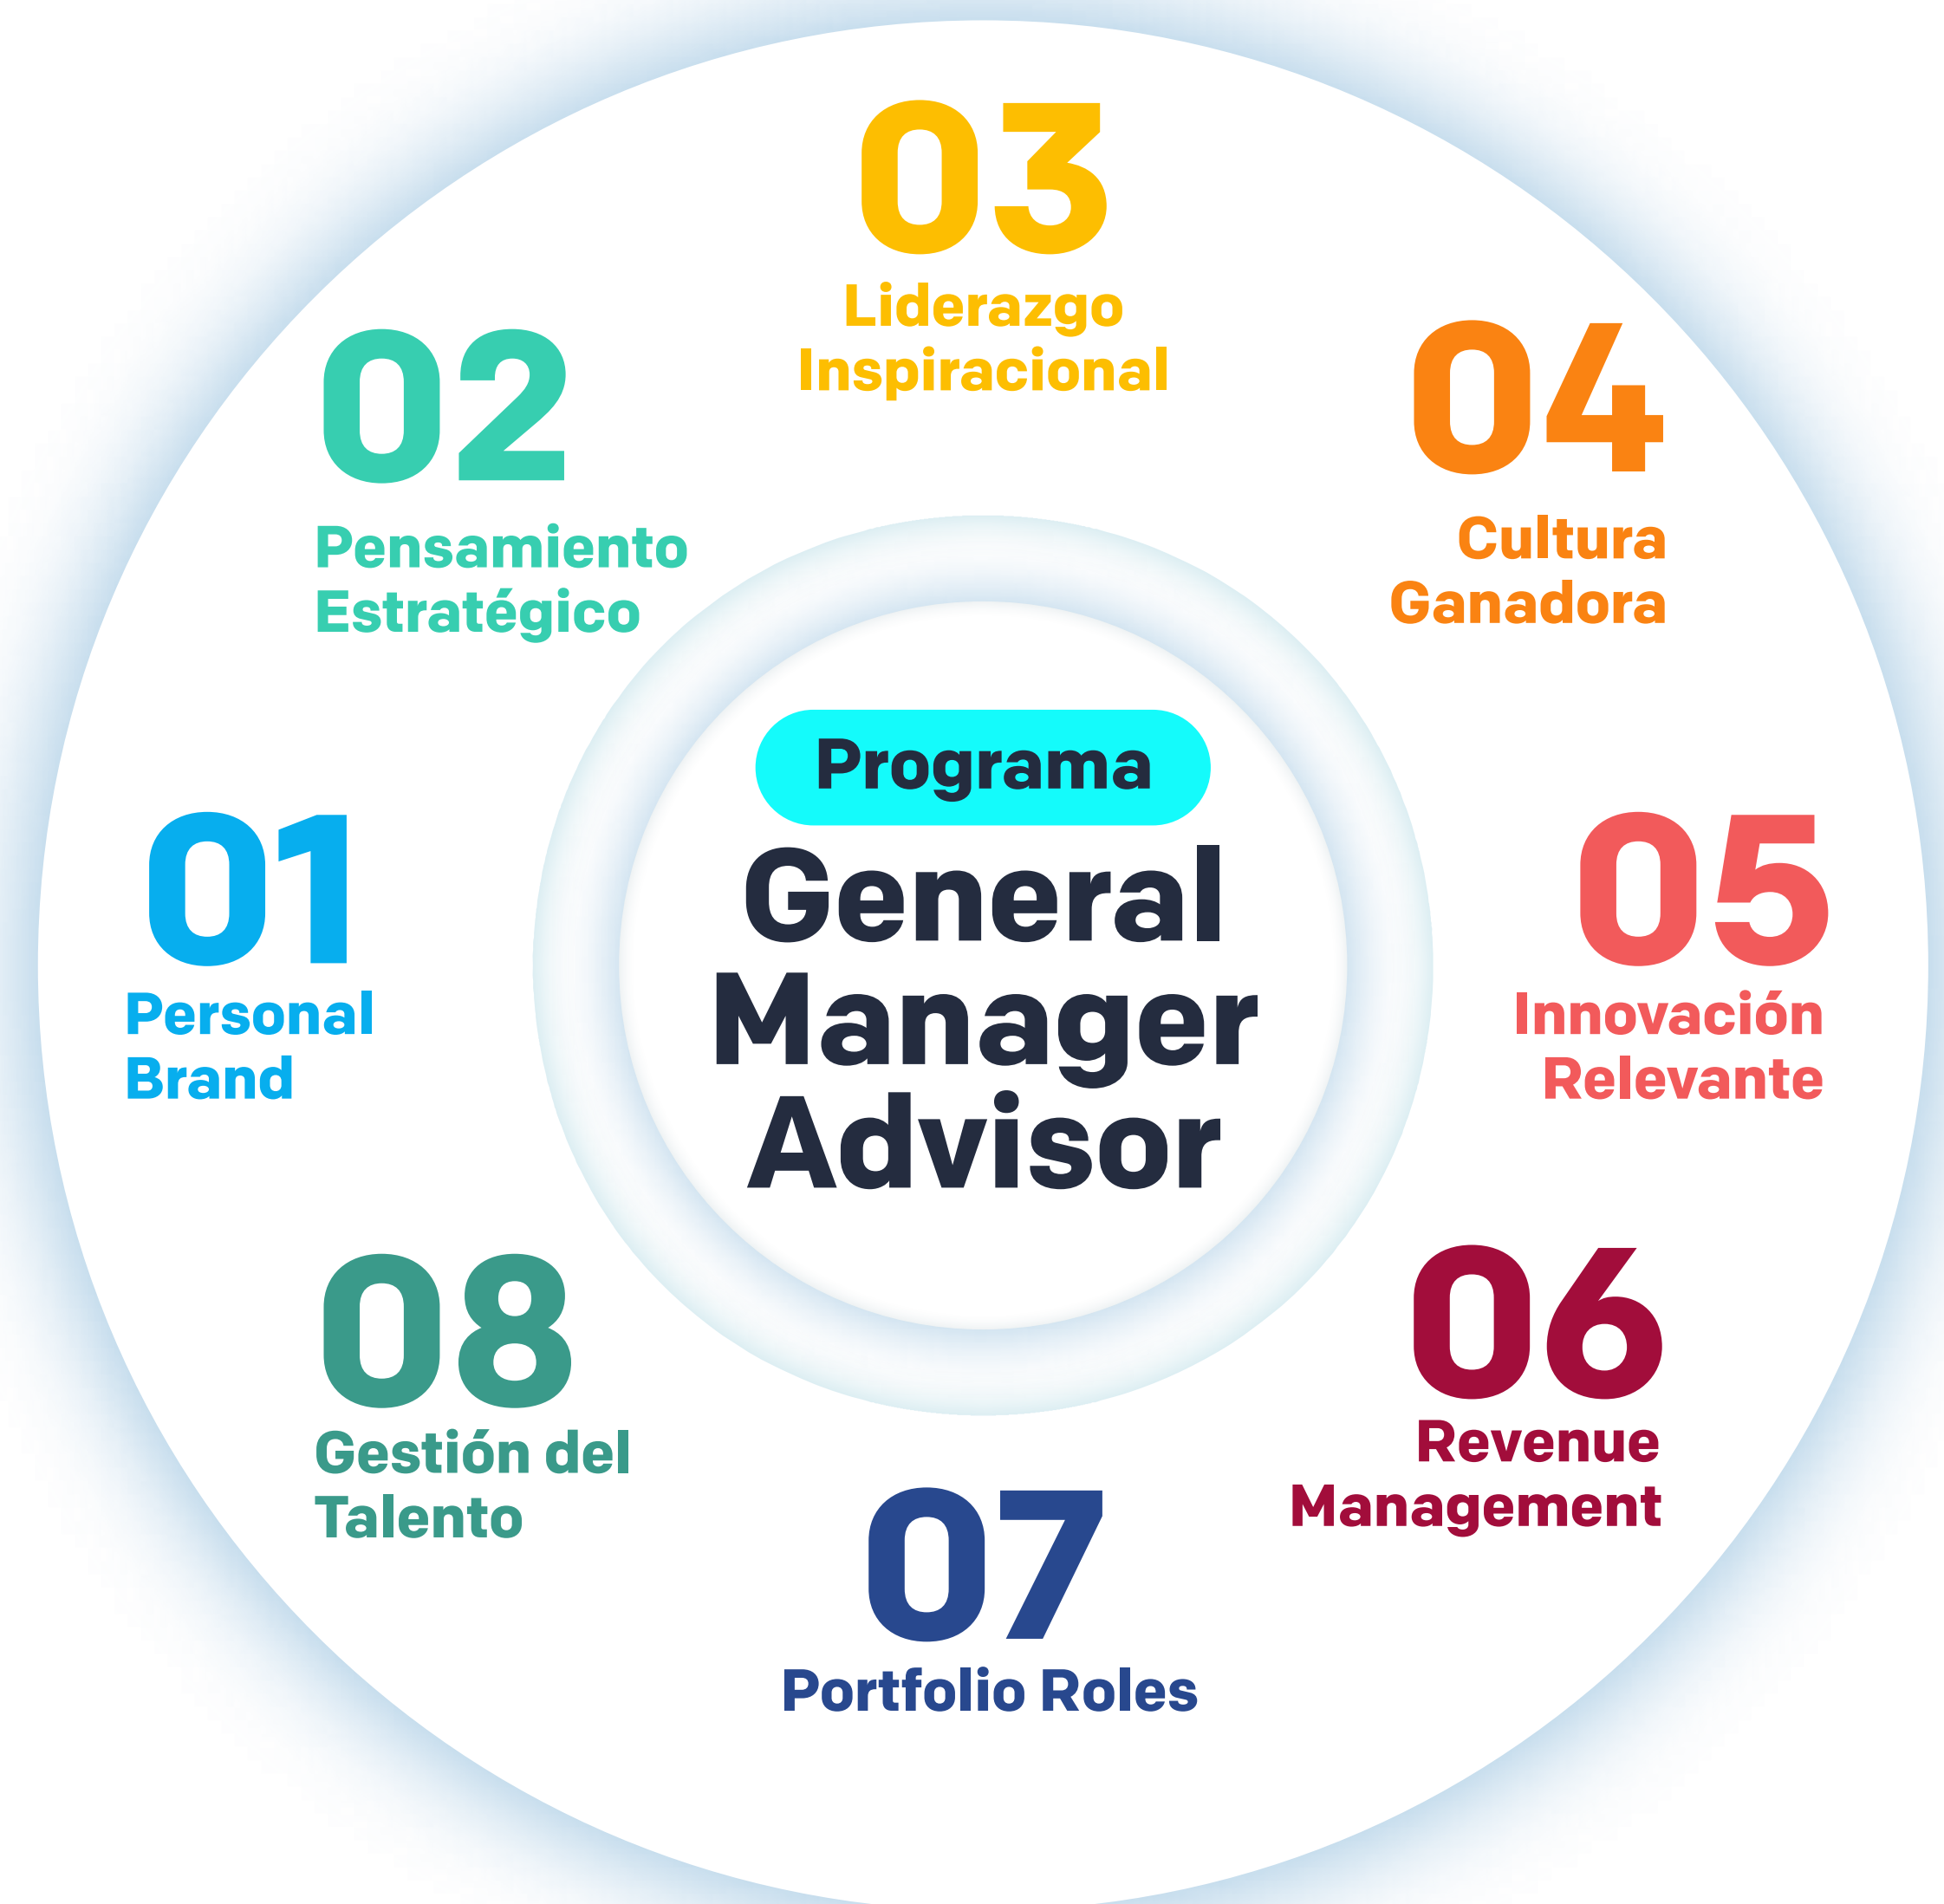 03
Liderazgo
Inspiracional
02
Pensamiento
Estratégico
04
Cultura
Ganadora
Programa
General
Manager
Advisor
01
Personal
Brand
05
Innovación
Relevante
08
Gestión del
Talento
06
Revenue
Management
07
Portfolio Roles